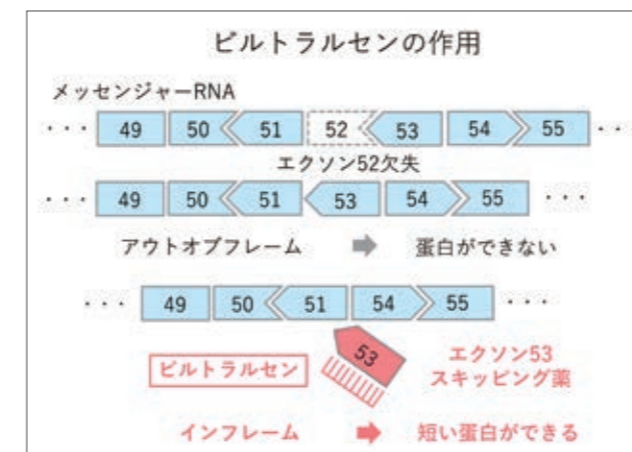 ビルトラルセンの作用
メッセンジャーRNA
・・・ 49 50 51 52 53 54 55 ・・
エクソン52欠失
・・・ 49 50 51 53 54 55 ・・・
アウトオブフレーム ➡ 蛋白ができない
・・・ 49 50 51 54 55 ・・・
53
ビルトラルセン
エクソン53
スキッピング薬
インフレーム ➡ 短い蛋白ができる